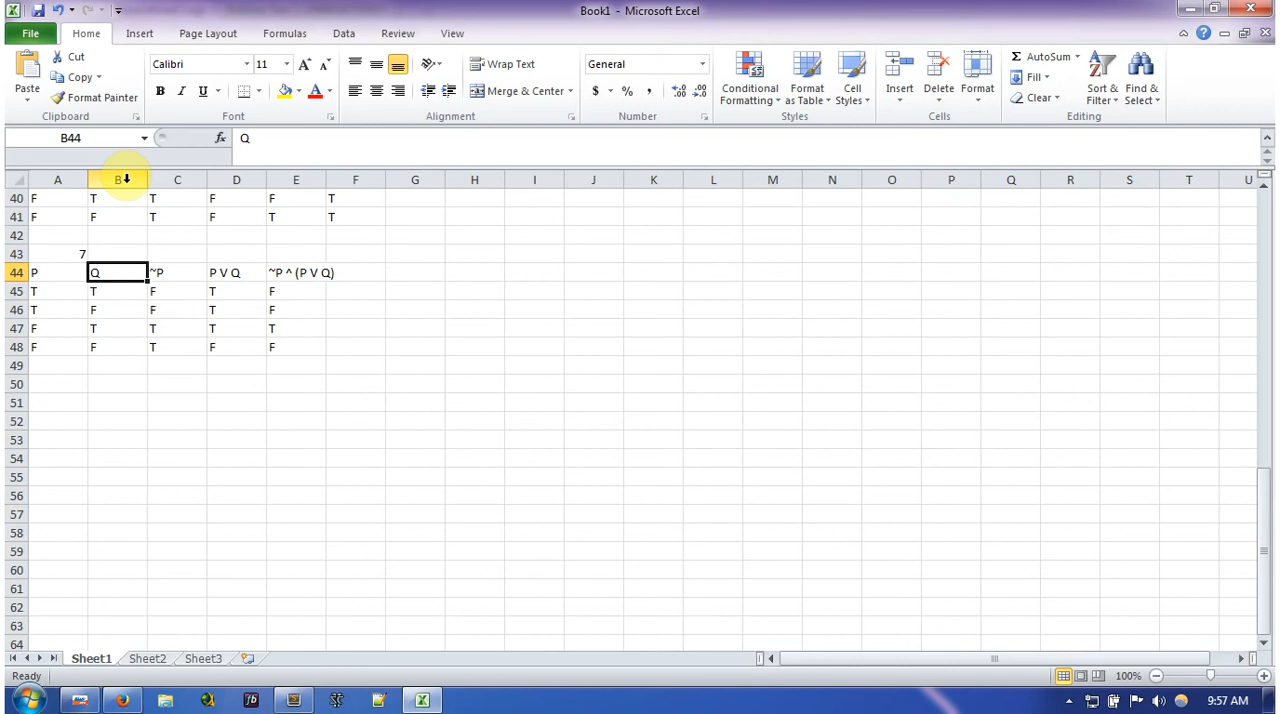 Book1 - Microsoft Excel
File Home Insert Page Layout Formulas Data Review View
Paste
Cut
Copy
Format Painter
Clipboard
Calibri 11
B I U A
Font
Wrap Text
Merge & Center
Alignment
General
$ % ,
Number
Conditional Formatting
Format as Table
Cell Styles
Styles
Insert
Delete
Format
Cells
AutoSum
Fill
Clear
Sort & Filter
Find & Select
Editing
B44 fx Q
A B C D E F G H I J K L M N O P Q R S T U
40 F T T F F T
41 F F T F T T
42
43 7
44 P Q ~P P V Q ~P ^ (P V Q)
45 T T F T F
46 T F F T F
47 F T T T T
48 F F T F F
49
50
51
52
53
54
55
56
57
58
59
60
61
62
63
64
Sheet1 Sheet2 Sheet3
Ready 100%
9:57 AM